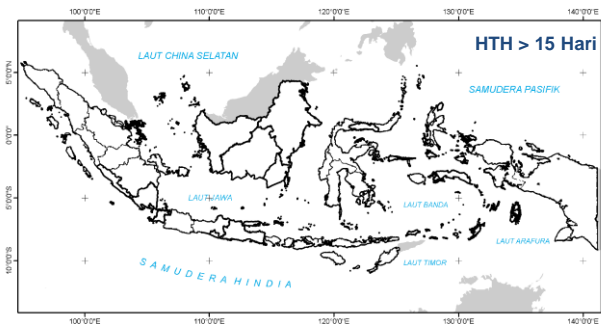 100°0'0"E 110°0'0"E 120°0'0"E 130°0'0"E 140°0'0"E
HTH > 15 Hari
LAUT CHINA SELATAN
5°0'0"N
SAMUDERA PASIFIK
0°0'0"
LAUT JAWA
5°0'0"S
LAUT BANDA
LAUT ARAFURA
10°0'0"S
SAMUDERA HINDIA
LAUT TIMOR
100°0'0"E 110°0'0"E 120°0'0"E 130°0'0"E 140°0'0"E